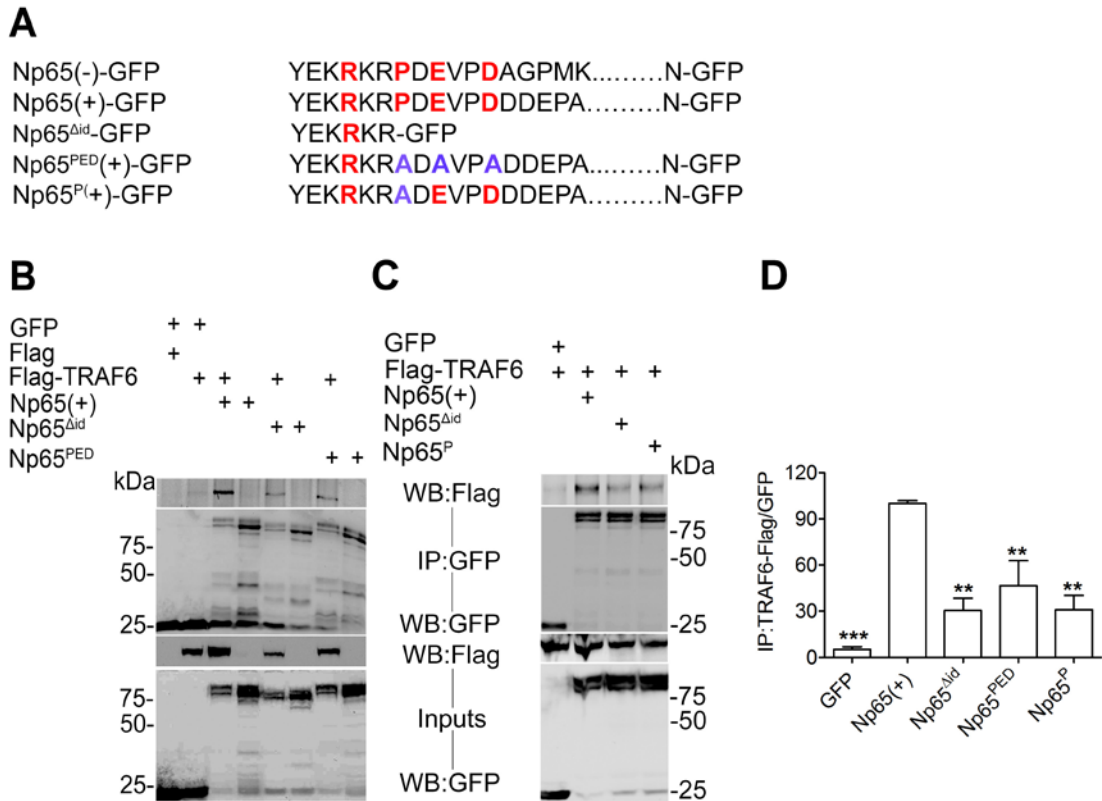 A
Np65(-)-GFP YEKRKRPDEVPDAGPMK...……N-GFP
Np65(+)-GFP YEKRKRPDEVPDDDEPA.………N-GFP
Np65Δid-GFP YEKRKR-GFP
Np65PED(+)-GFP YEKRKRADAVPADDEPA...……N-GFP
Np65P(+)-GFP YEKRKRADEVPDDDEPA………N-GFP
B
GFP + +
Flag +
Flag-TRAF6 + + + +
Np65(+) + +
Np65Δid + +
Np65PED + +
kDa
75-
50-
25-
75-
50-
25-
C
GFP +
Flag-TRAF6 + + + +
Np65(+) +
Np65Δid +
Np65P +
kDa
WB:Flag
-75
-50
IP:GFP
WB:GFP -25
WB:Flag
-75
Inputs -50
WB:GFP -25
D
IP:TRAF6-Flag/GFP
120
90
60
30
0
*** ** ** **
GFP Np65(+) Np65Δid Np65PED Np65P